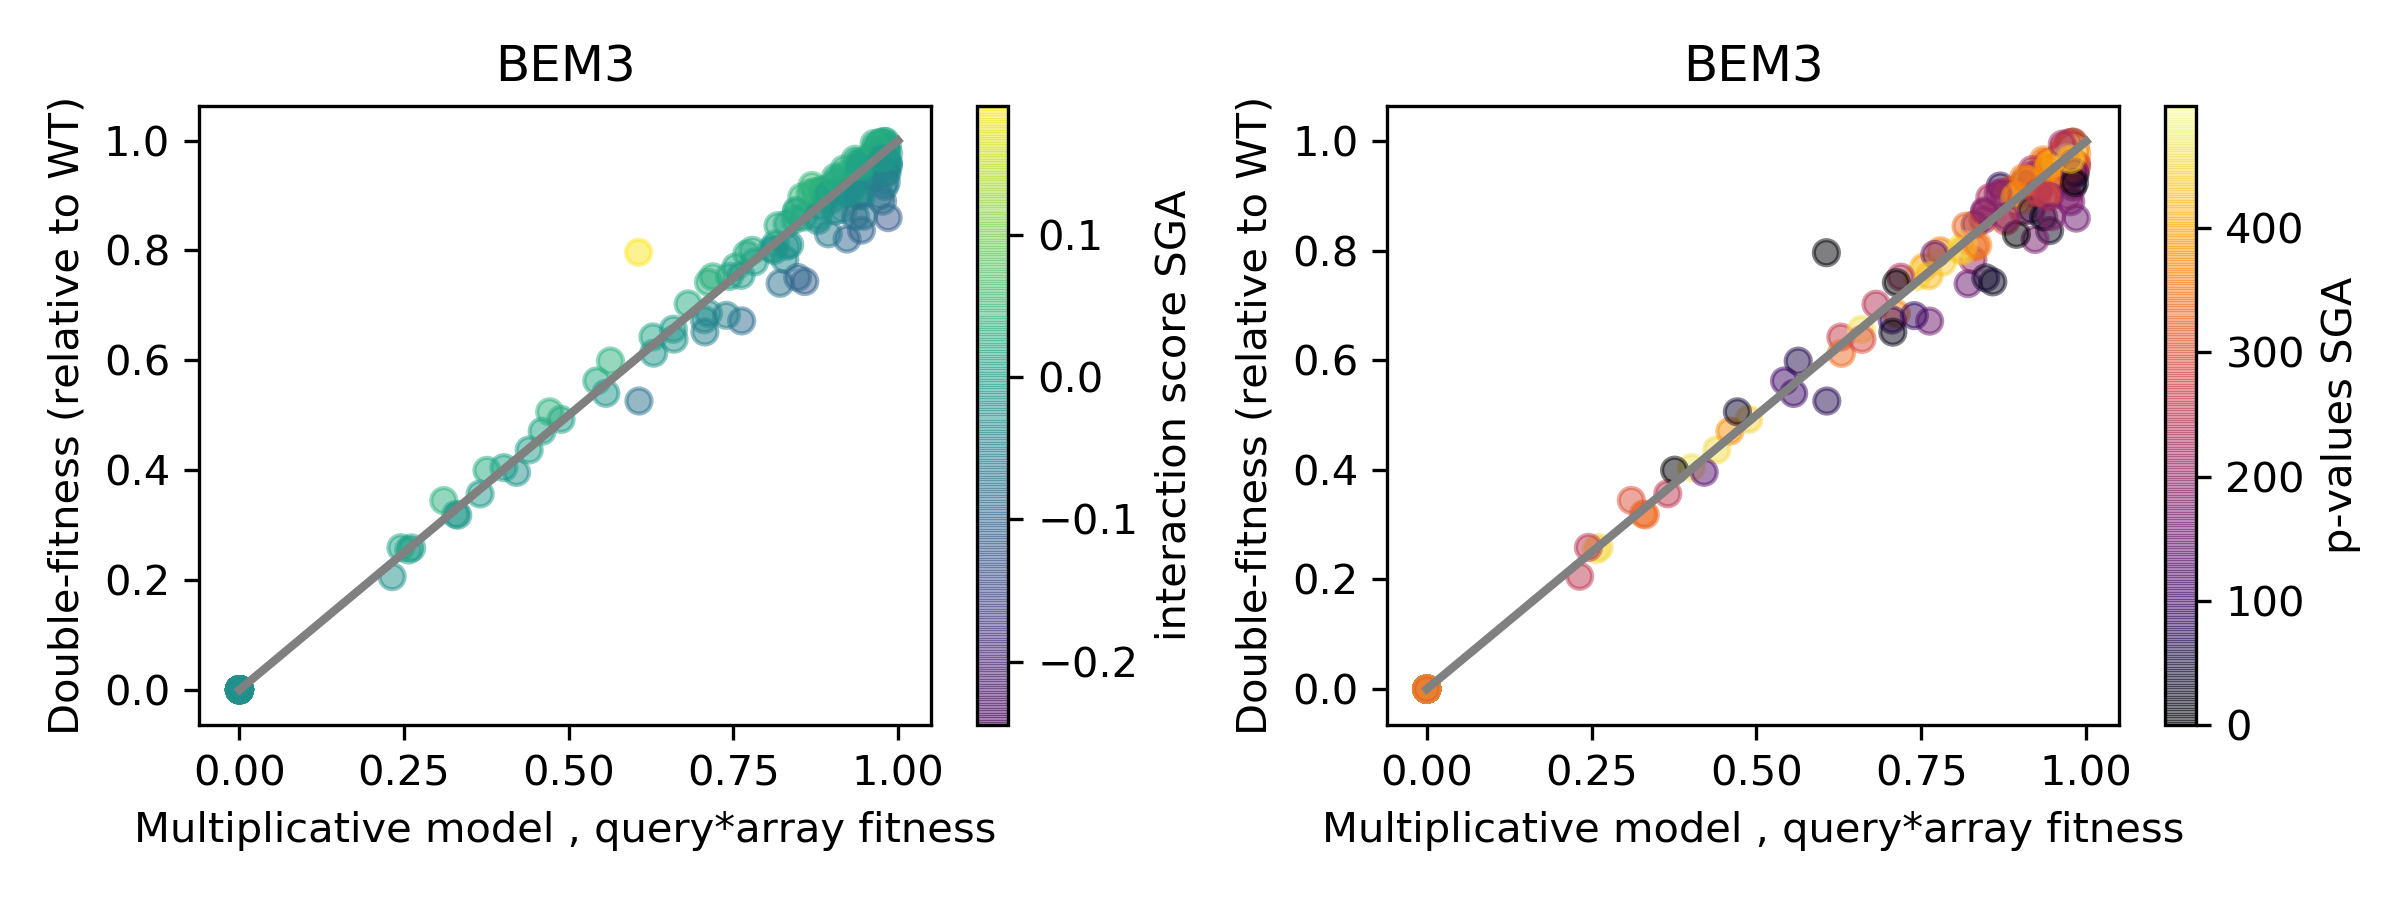 BEM3
Double-fitness (relative to WT)
1.0
0.8
0.6
0.4
0.2
0.0
0.00 0.25 0.50 0.75 1.00
Multiplicative model , query*array fitness
0.1
0.0
−0.1
−0.2
interaction score SGA
BEM3
Double-fitness (relative to WT)
1.0
0.8
0.6
0.4
0.2
0.0
0.00 0.25 0.50 0.75 1.00
Multiplicative model , query*array fitness
400
300
200
100
0
p-values SGA